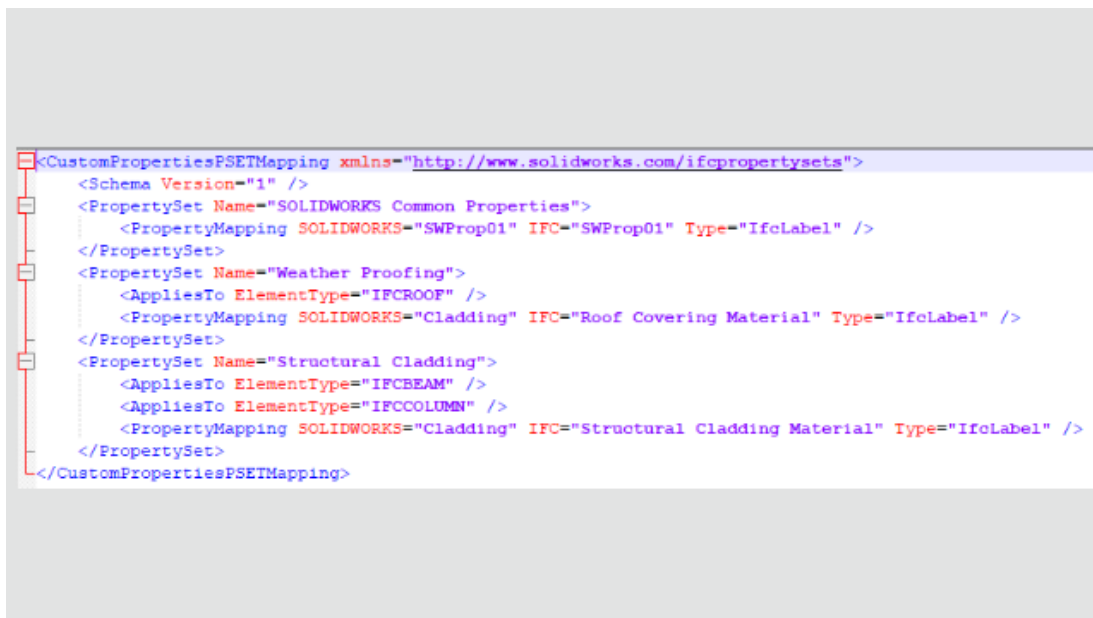 <CustomPropertiesPSETMapping xmlns="http://www.solidworks.com/ifcpropertysets">
<Schema Version="1" />
<PropertySet Name="SOLIDWORKS Common Properties">
<PropertyMapping SOLIDWORKS="SWProp01" IFC="SWProp01" Type="IfcLabel" />
</PropertySet>
<PropertySet Name="Weather Proofing">
<AppliesTo ElementType="IFCROOF" />
<PropertyMapping SOLIDWORKS="Cladding" IFC="Roof Covering Material" Type="IfcLabel" />
</PropertySet>
<PropertySet Name="Structural Cladding">
<AppliesTo ElementType="IFCBEAM" />
<AppliesTo ElementType="IFCCOLUMN" />
<PropertyMapping SOLIDWORKS="Cladding" IFC="Structural Cladding Material" Type="IfcLabel" />
</PropertySet>
</CustomPropertiesPSETMapping>